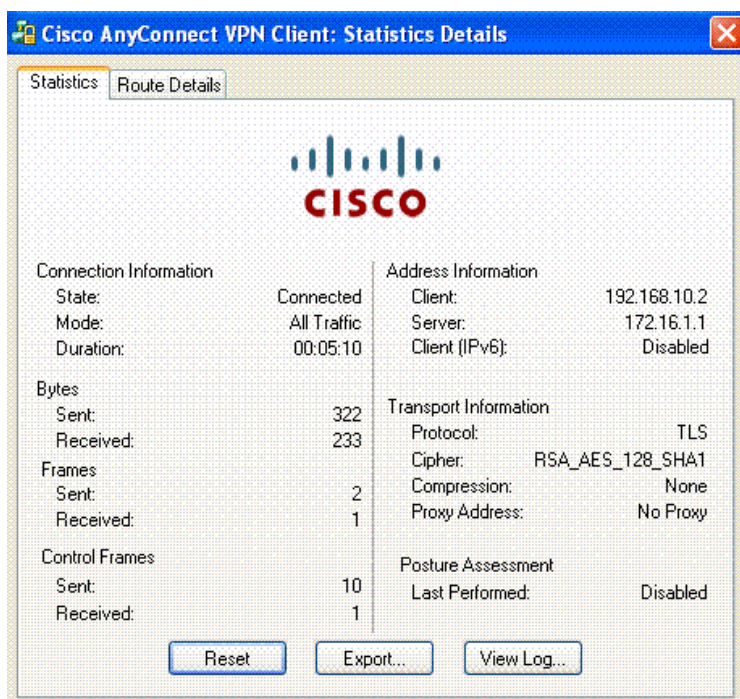 Cisco AnyConnect VPN Client: Statistics Details
Statistics
Route Details
CISCO
Connection Information
State: Connected
Mode: All Traffic
Duration: 00:05:10
Bytes
Sent: 322
Received: 233
Frames
Sent: 2
Received: 1
Control Frames
Sent: 10
Received: 1
Address Information
Client: 192.168.10.2
Server: 172.16.1.1
Client (IPv6): Disabled
Transport Information
Protocol: TLS
Cipher: RSA_AES_128_SHA1
Compression: None
Proxy Address: No Proxy
Posture Assessment
Last Performed: Disabled
Reset
Export...
View Log...